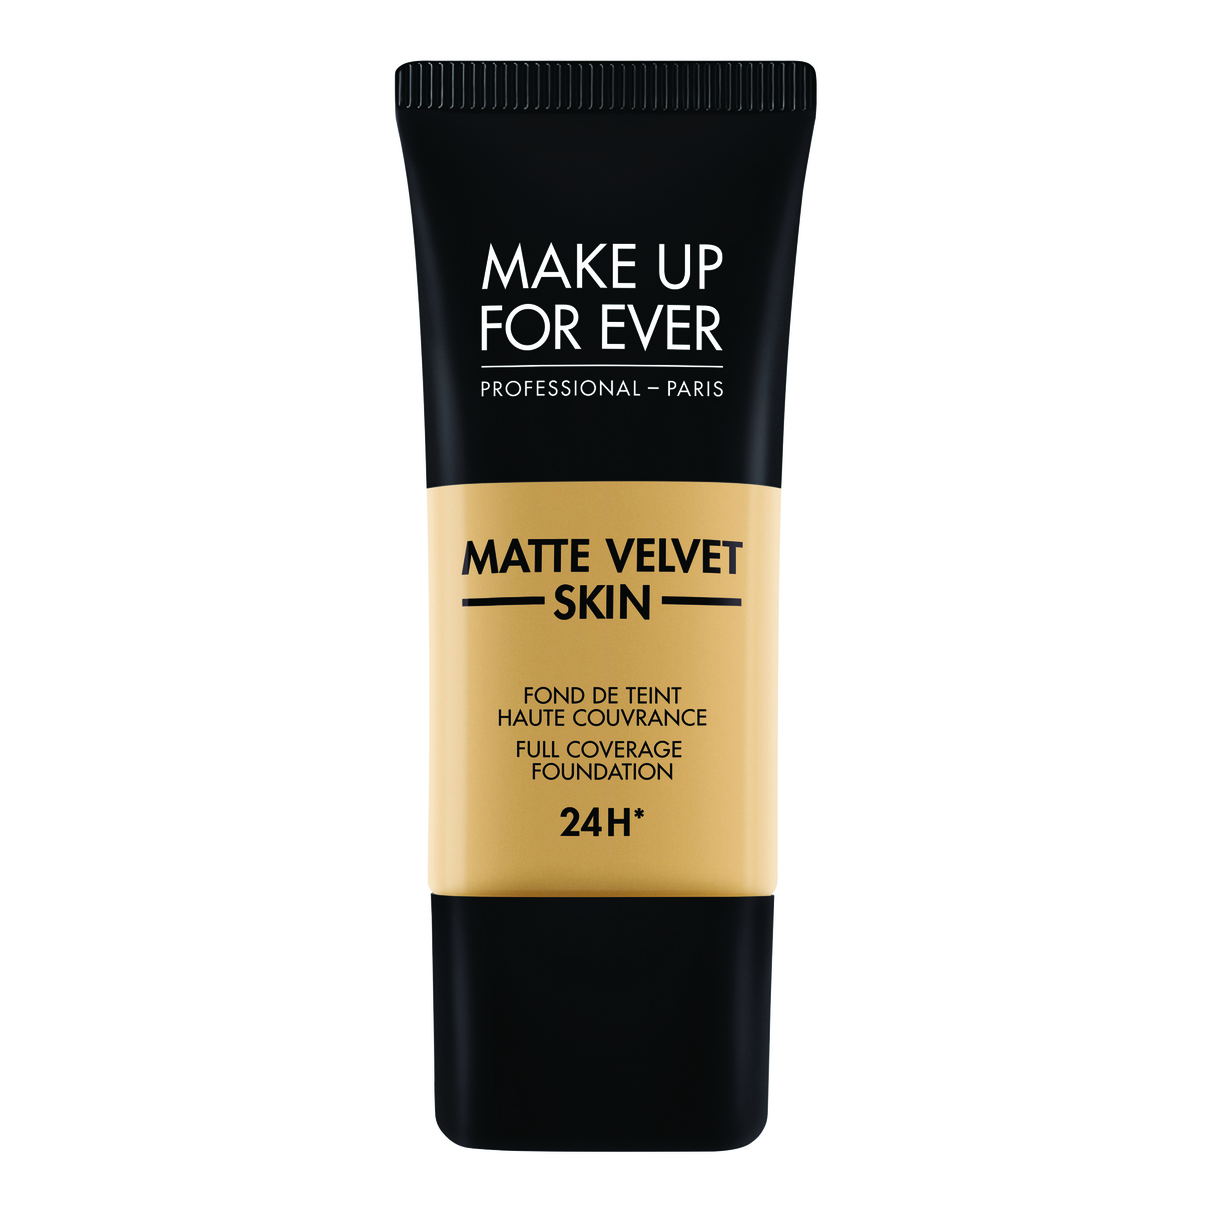 MAKE UP
FOR EVER
PROFESSIONAL – PARIS
MATTE VELVET
SKIN
FOND DE TEINT
HAUTE COUVRANCE
FULL COVERAGE
FOUNDATION
24H*